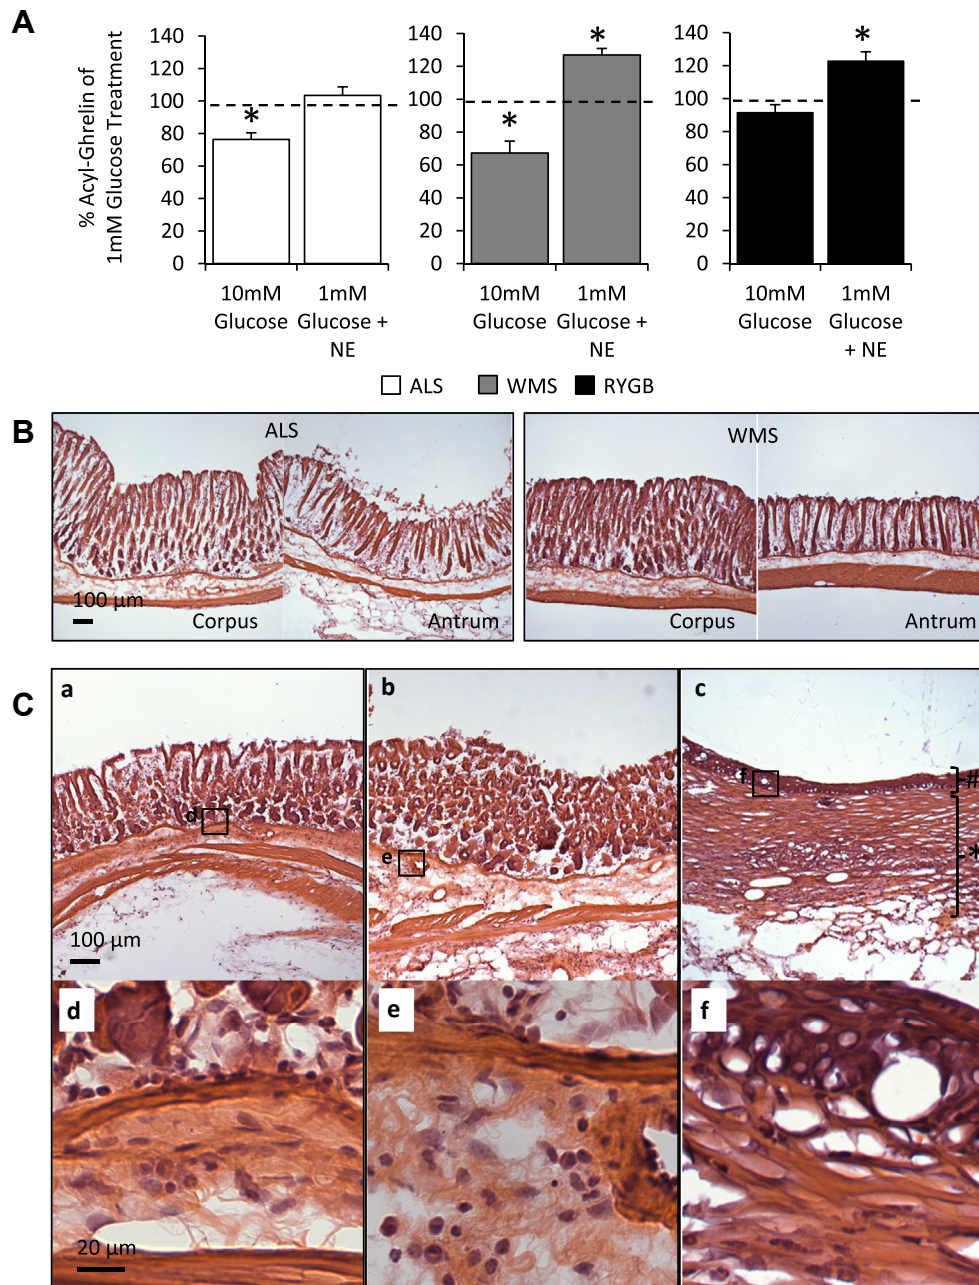 A
% Acyl-Ghrelin of
1mM Glucose Treatment
140
120
100
80
60
40
20
0
*
10mM
Glucose
1mM
Glucose +
NE
140
120
100
80
60
40
20
0
*
*
10mM
Glucose
1mM
Glucose +
NE
140
120
100
80
60
40
20
0
*
10mM
Glucose
1mM
Glucose
+ NE
ALS WMS RYGB
B
ALS
Corpus
Antrum
100 µm
WMS
Corpus
Antrum
C
a
d
100 µm
b
e
c
f
#
*
d
20 µm
e
f